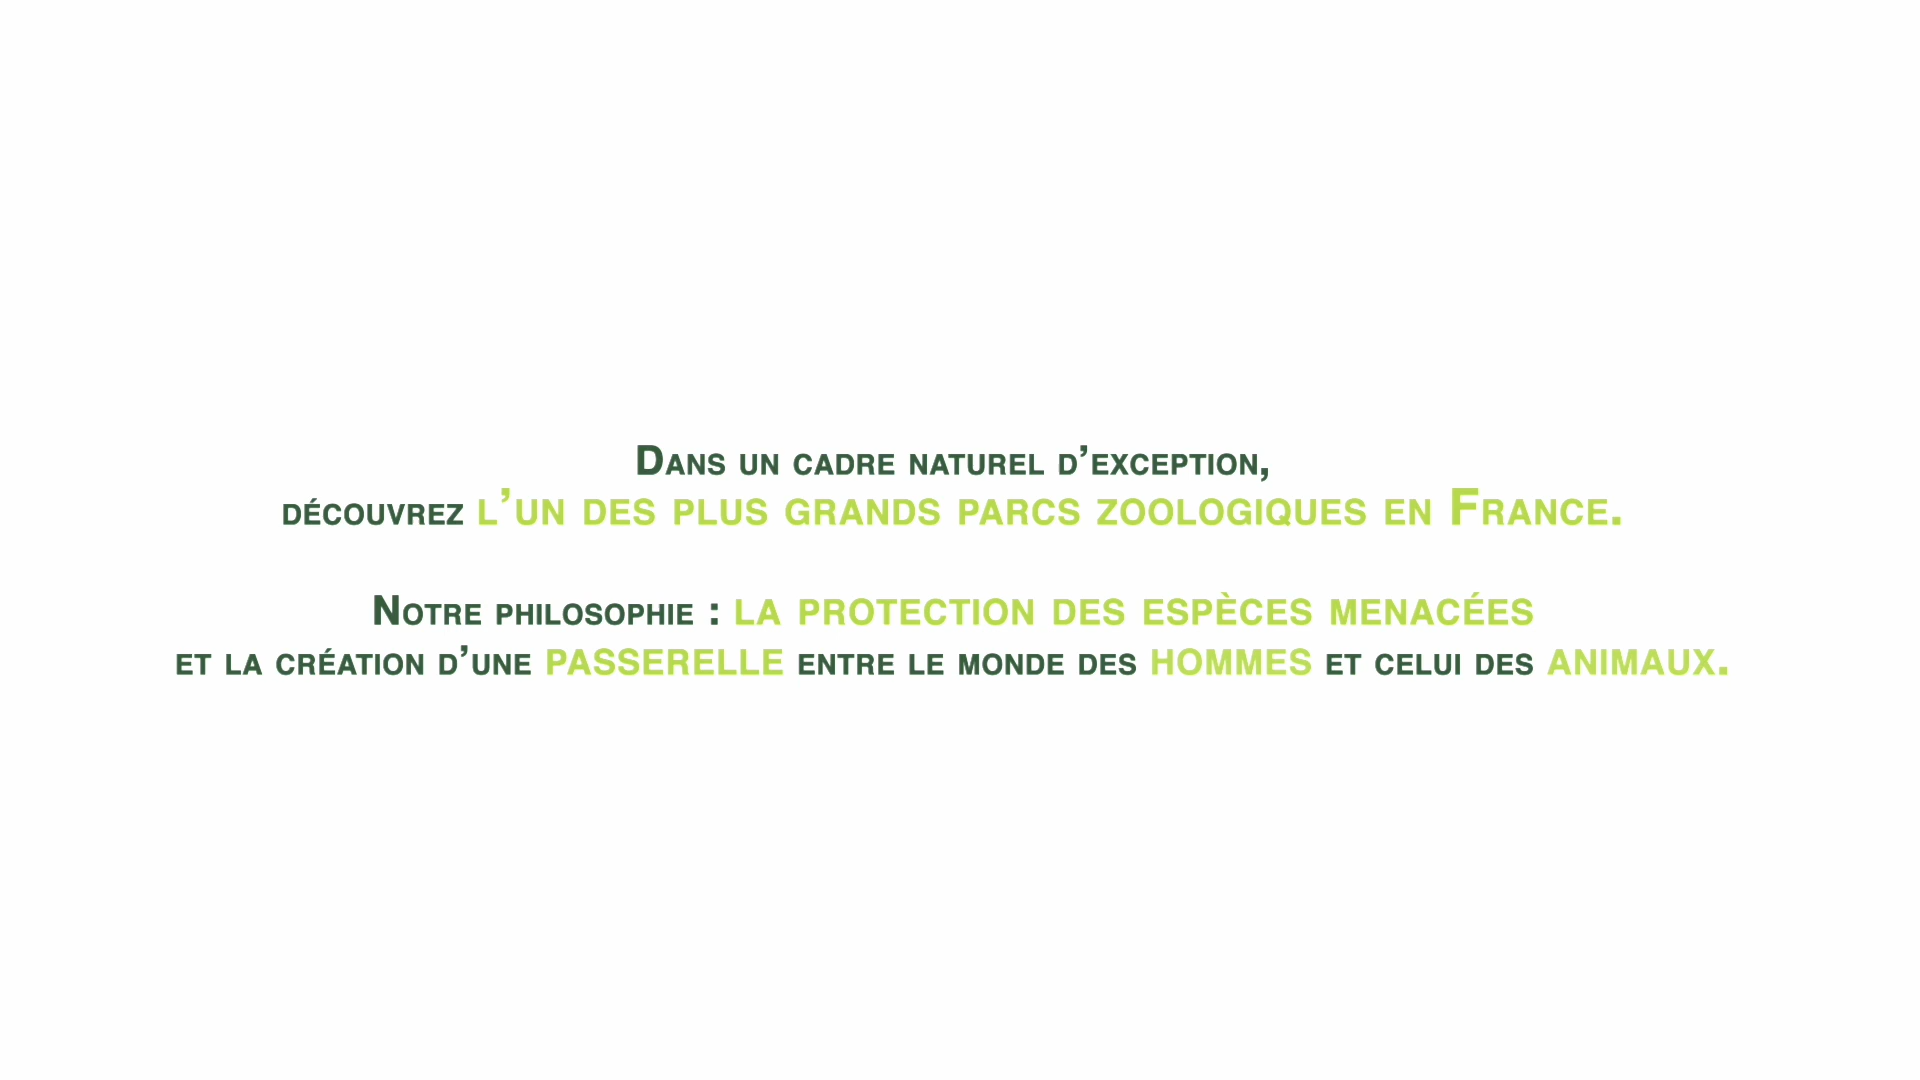 Dans un cadre naturel d’exception,
découvrez l’un des plus grands parcs zoologiques en France.
Notre philosophie : la protection des espèces menacées
et la création d’une passerelle entre le monde des hommes et celui des animaux.